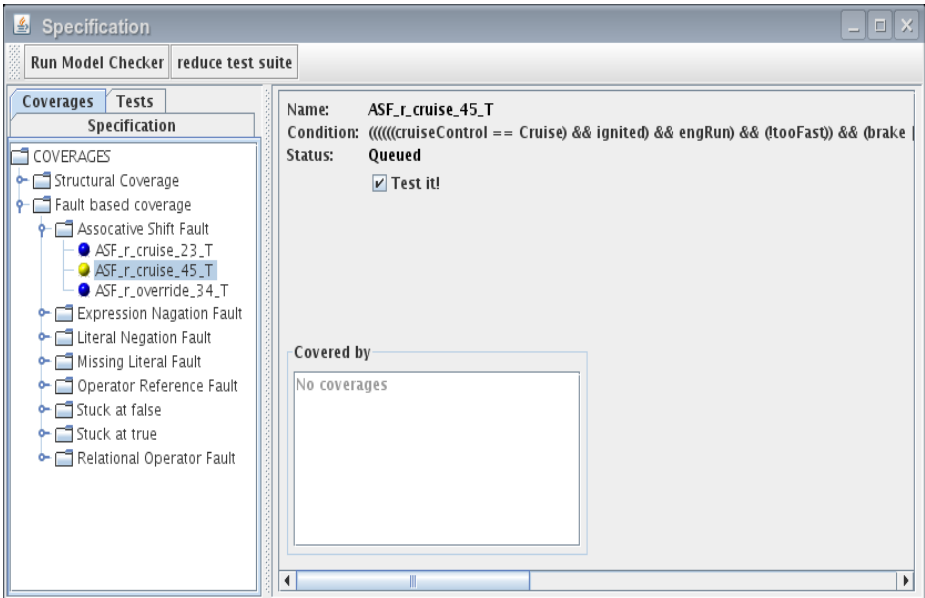 Specification
Run Model Checker reduce test suite
Coverages Tests
Specification
COVERAGES
Structural Coverage
Fault based coverage
Assocative Shift Fault
ASF_r_cruise_23_T
ASF_r_cruise_45_T
ASF_r_override_34_T
Expression Nagation Fault
Literal Negation Fault
Missing Literal Fault
Operator Reference Fault
Stuck at false
Stuck at true
Relational Operator Fault
Name: ASF_r_cruise_45_T
Condition: ((((((cruiseControl == Cruise) && ignited) && engRun) && (!tooFast)) && (brake |
Status: Queued
Test it!
Covered by
No coverages